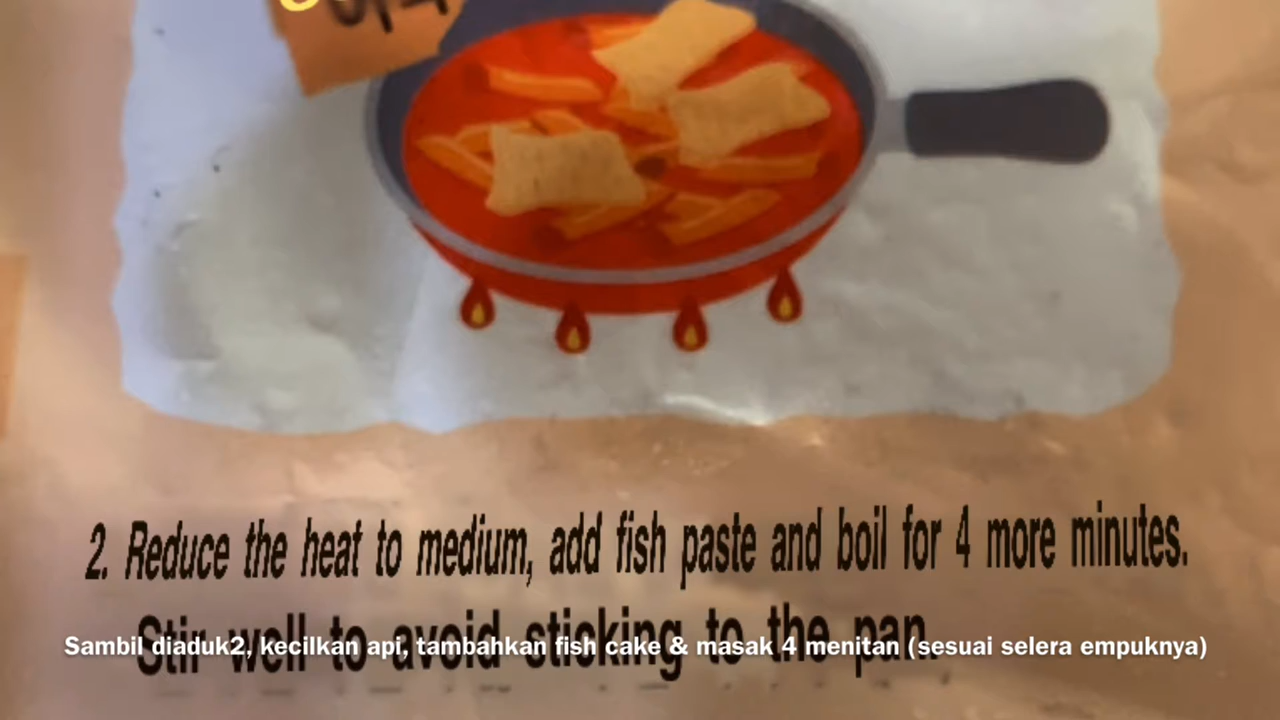 2. Reduce the heat to medium, add fish paste and boil for 4 more minutes.
Stir well to avoid sticking to the pan.
Sambil diaduk2, kecilkan api, tambahkan fish cake & masak 4 menitan (sesuai selera empuknya)